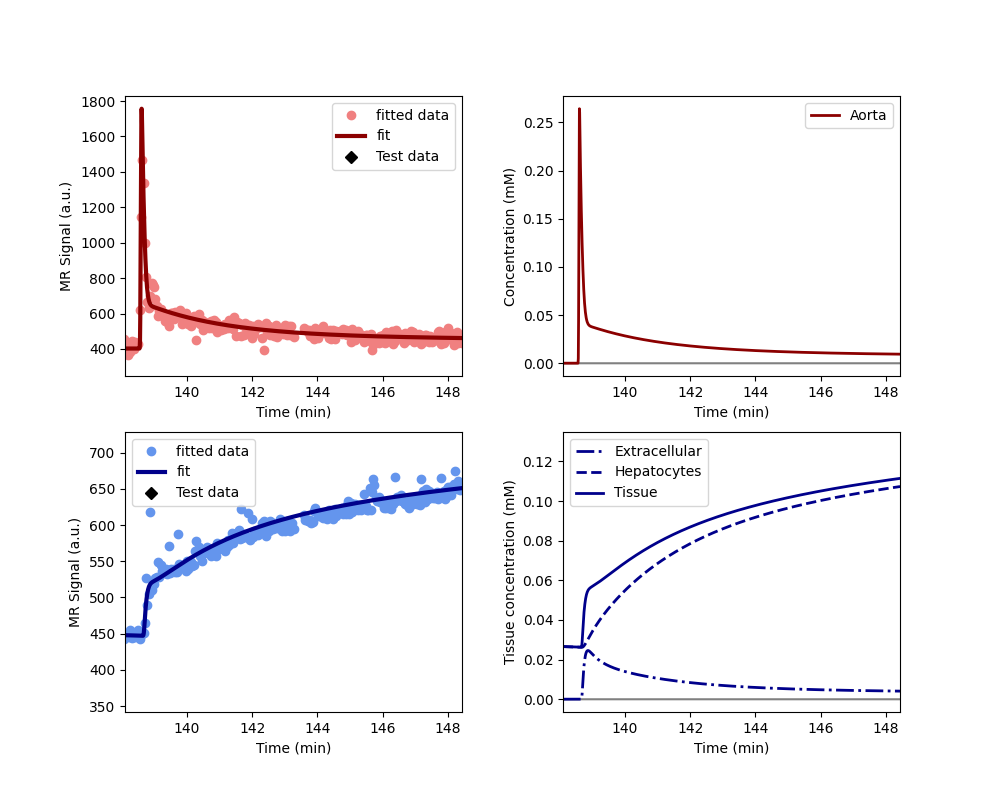 1800
1600
1400
1200
1000
800
600
400
MR Signal (a.u.)
fitted data
fit
Test data
140 142 144 146 148
Time (min)
0.25
0.20
0.15
0.10
0.05
0.00
Concentration (mM)
Aorta
140 142 144 146 148
Time (min)
700
650
600
550
500
450
400
350
MR Signal (a.u.)
fitted data
fit
Test data
140 142 144 146 148
Time (min)
0.12
0.10
0.08
0.06
0.04
0.02
0.00
Tissue concentration (mM)
Extracellular
Hepatocytes
Tissue
140 142 144 146 148
Time (min)